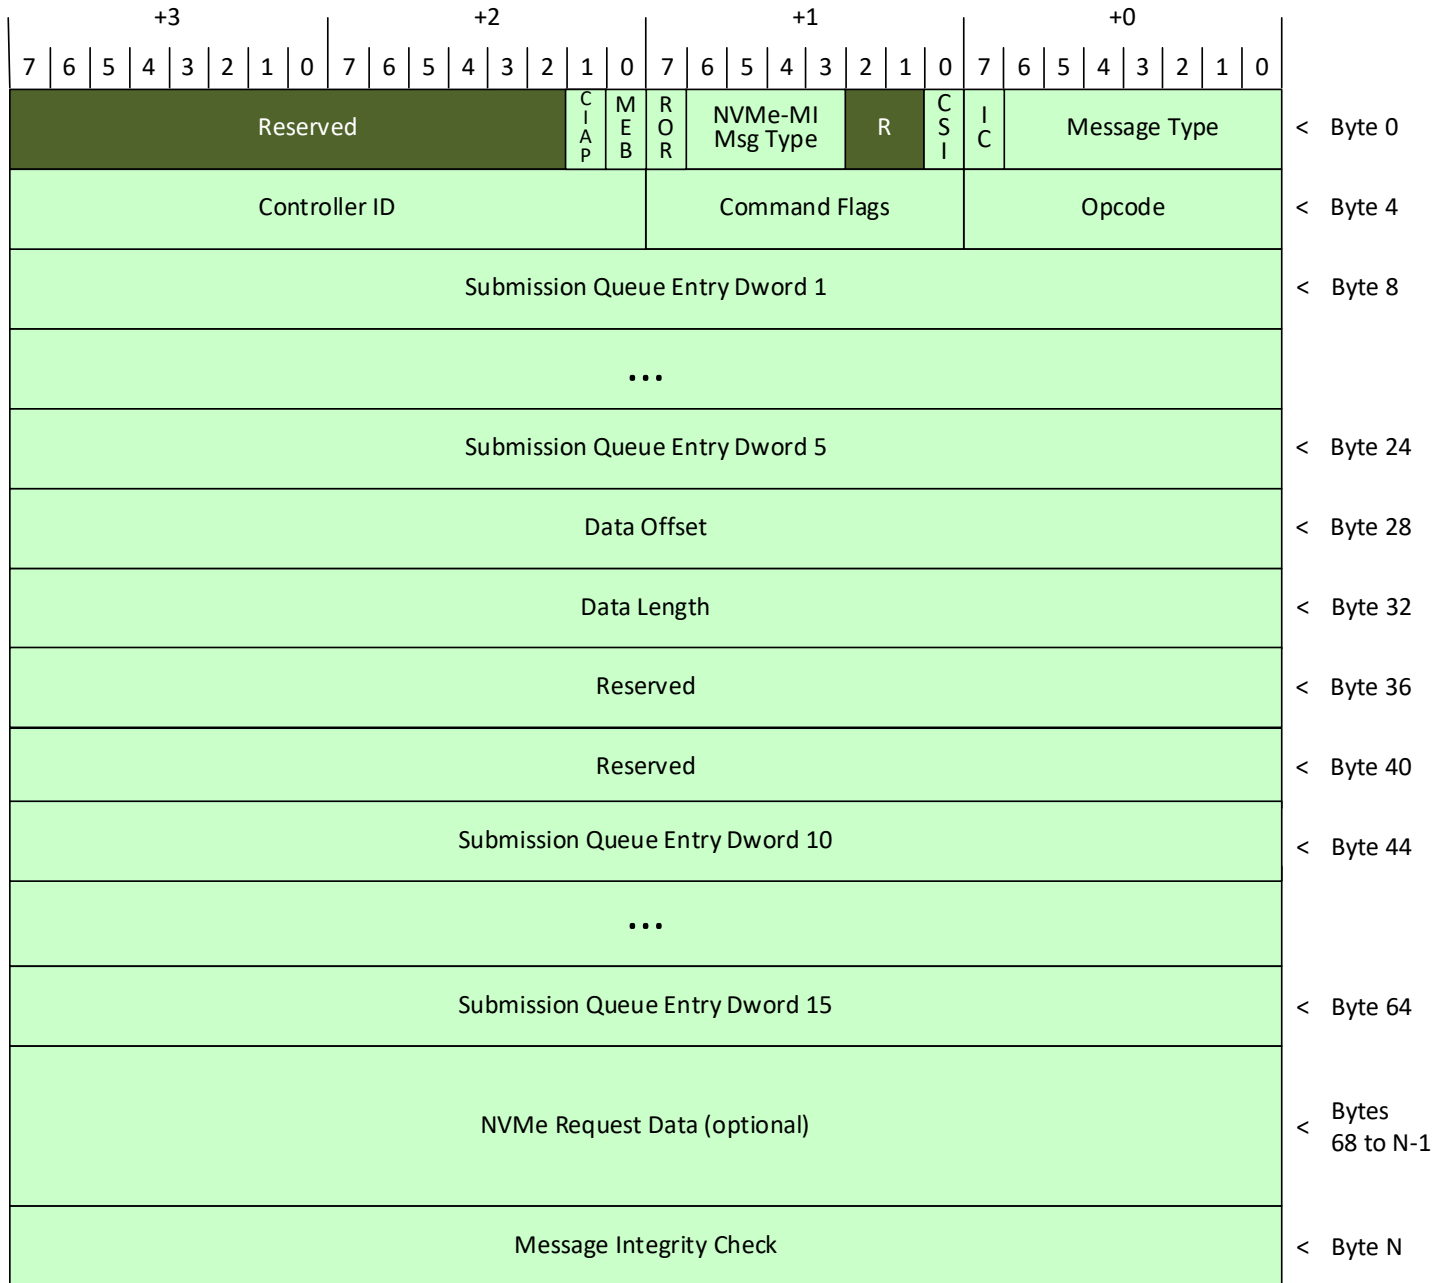 +3 +2 +1 +0
7 6 5 4 3 2 1 0 7 6 5 4 3 2 1 0 7 6 5 4 3 2 1 0 7 6 5 4 3 2 1 0
Reserved CIAP MEB ROR NVMe-MI Msg Type R CSI IC Message Type < Byte 0
Controller ID Command Flags Opcode < Byte 4
Submission Queue Entry Dword 1 < Byte 8
...
Submission Queue Entry Dword 5 < Byte 24
Data Offset < Byte 28
Data Length < Byte 32
Reserved < Byte 36
Reserved < Byte 40
Submission Queue Entry Dword 10 < Byte 44
...
Submission Queue Entry Dword 15 < Byte 64
NVMe Request Data (optional) < Bytes 68 to N-1
Message Integrity Check < Byte N